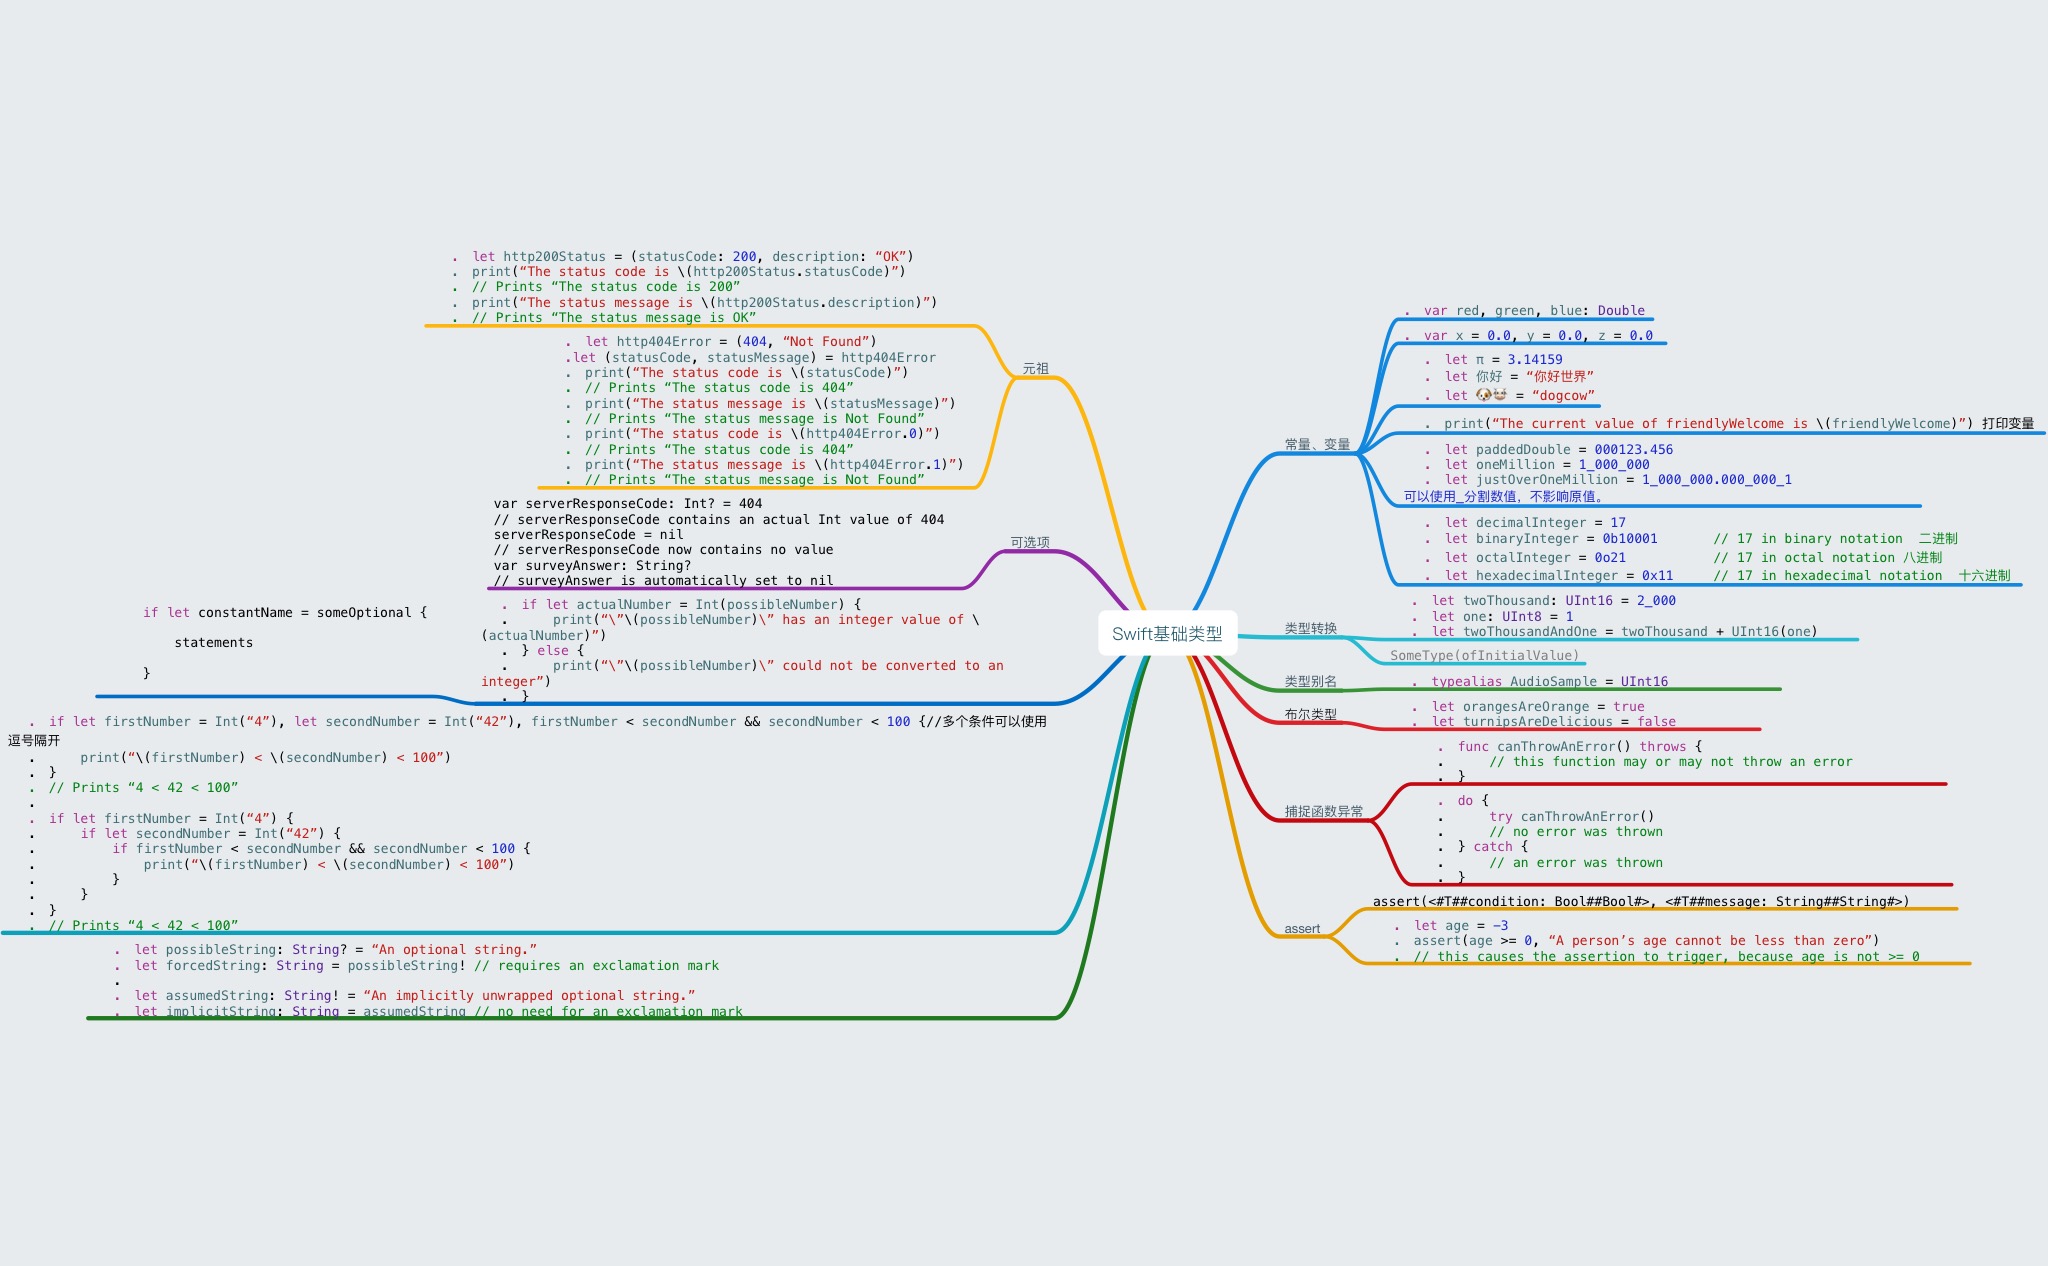 Swift基础类型
元祖
. let http200Status = (statusCode: 200, description: “OK”)
. print(“The status code is \(http200Status.statusCode)”)
. // Prints “The status code is 200”
. print(“The status message is \(http200Status.description)”)
. // Prints “The status message is OK”
. let http404Error = (404, “Not Found”)
.let (statusCode, statusMessage) = http404Error
. print(“The status code is \(statusCode)”)
. // Prints “The status code is 404”
. print(“The status message is \(statusMessage)”)
. // Prints “The status message is Not Found”
. print(“The status code is \(http404Error.0)”)
. // Prints “The status code is 404”
. print(“The status message is \(http404Error.1)”)
. // Prints “The status message is Not Found”
可选项
var serverResponseCode: Int? = 404
// serverResponseCode contains an actual Int value of 404
serverResponseCode = nil
// serverResponseCode now contains no value
var surveyAnswer: String?
// surveyAnswer is automatically set to nil
. if let actualNumber = Int(possibleNumber) {
.     print(“\”\(possibleNumber)\” has an integer value of \
(actualNumber)”)
. } else {
.     print(“\”\(possibleNumber)\” could not be converted to an
integer”)
. }
if let constantName = someOptional {
statements
}
. if let firstNumber = Int(“4”), let secondNumber = Int(“42”), firstNumber < secondNumber && secondNumber < 100 {//多个条件可以使用
逗号隔开
.     print(“\(firstNumber) < \(secondNumber) < 100”)
. }
. // Prints “4 < 42 < 100”
.
. if let firstNumber = Int(“4”) {
.     if let secondNumber = Int(“42”) {
.         if firstNumber < secondNumber && secondNumber < 100 {
.             print(“\(firstNumber) < \(secondNumber) < 100”)
.         }
.     }
. }
. // Prints “4 < 42 < 100”
. let possibleString: String? = “An optional string.”
. let forcedString: String = possibleString! // requires an exclamation mark
.
. let assumedString: String! = “An implicitly unwrapped optional string.”
. let implicitString: String = assumedString // no need for an exclamation mark
常量、变量
. var red, green, blue: Double
. var x = 0.0, y = 0.0, z = 0.0
. let π = 3.14159
. let 你好 = “你好世界”
. let 🐶🐮 = “dogcow”
. print(“The current value of friendlyWelcome is \(friendlyWelcome)”) 打印变量
. let paddedDouble = 000123.456
. let oneMillion = 1_000_000
. let justOverOneMillion = 1_000_000.000_000_1
可以使用_分割数值，不影响原值。
. let decimalInteger = 17
. let binaryInteger = 0b10001 // 17 in binary notation 二进制
. let octalInteger = 0o21 // 17 in octal notation 八进制
. let hexadecimalInteger = 0x11 // 17 in hexadecimal notation 十六进制
类型转换
. let twoThousand: UInt16 = 2_000
. let one: UInt8 = 1
. let twoThousandAndOne = twoThousand + UInt16(one)
SomeType(ofInitialValue)
类型别名
. typealias AudioSample = UInt16
布尔类型
. let orangesAreOrange = true
. let turnipsAreDelicious = false
捕捉函数异常
. func canThrowAnError() throws {
.     // this function may or may not throw an error
. }
. do {
.     try canThrowAnError()
.     // no error was thrown
. } catch {
.     // an error was thrown
. }
assert
assert(<#T##condition: Bool##Bool#>, <#T##message: String##String#>)
. let age = −3
. assert(age >= 0, “A person’s age cannot be less than zero”)
. // this causes the assertion to trigger, because age is not >= 0